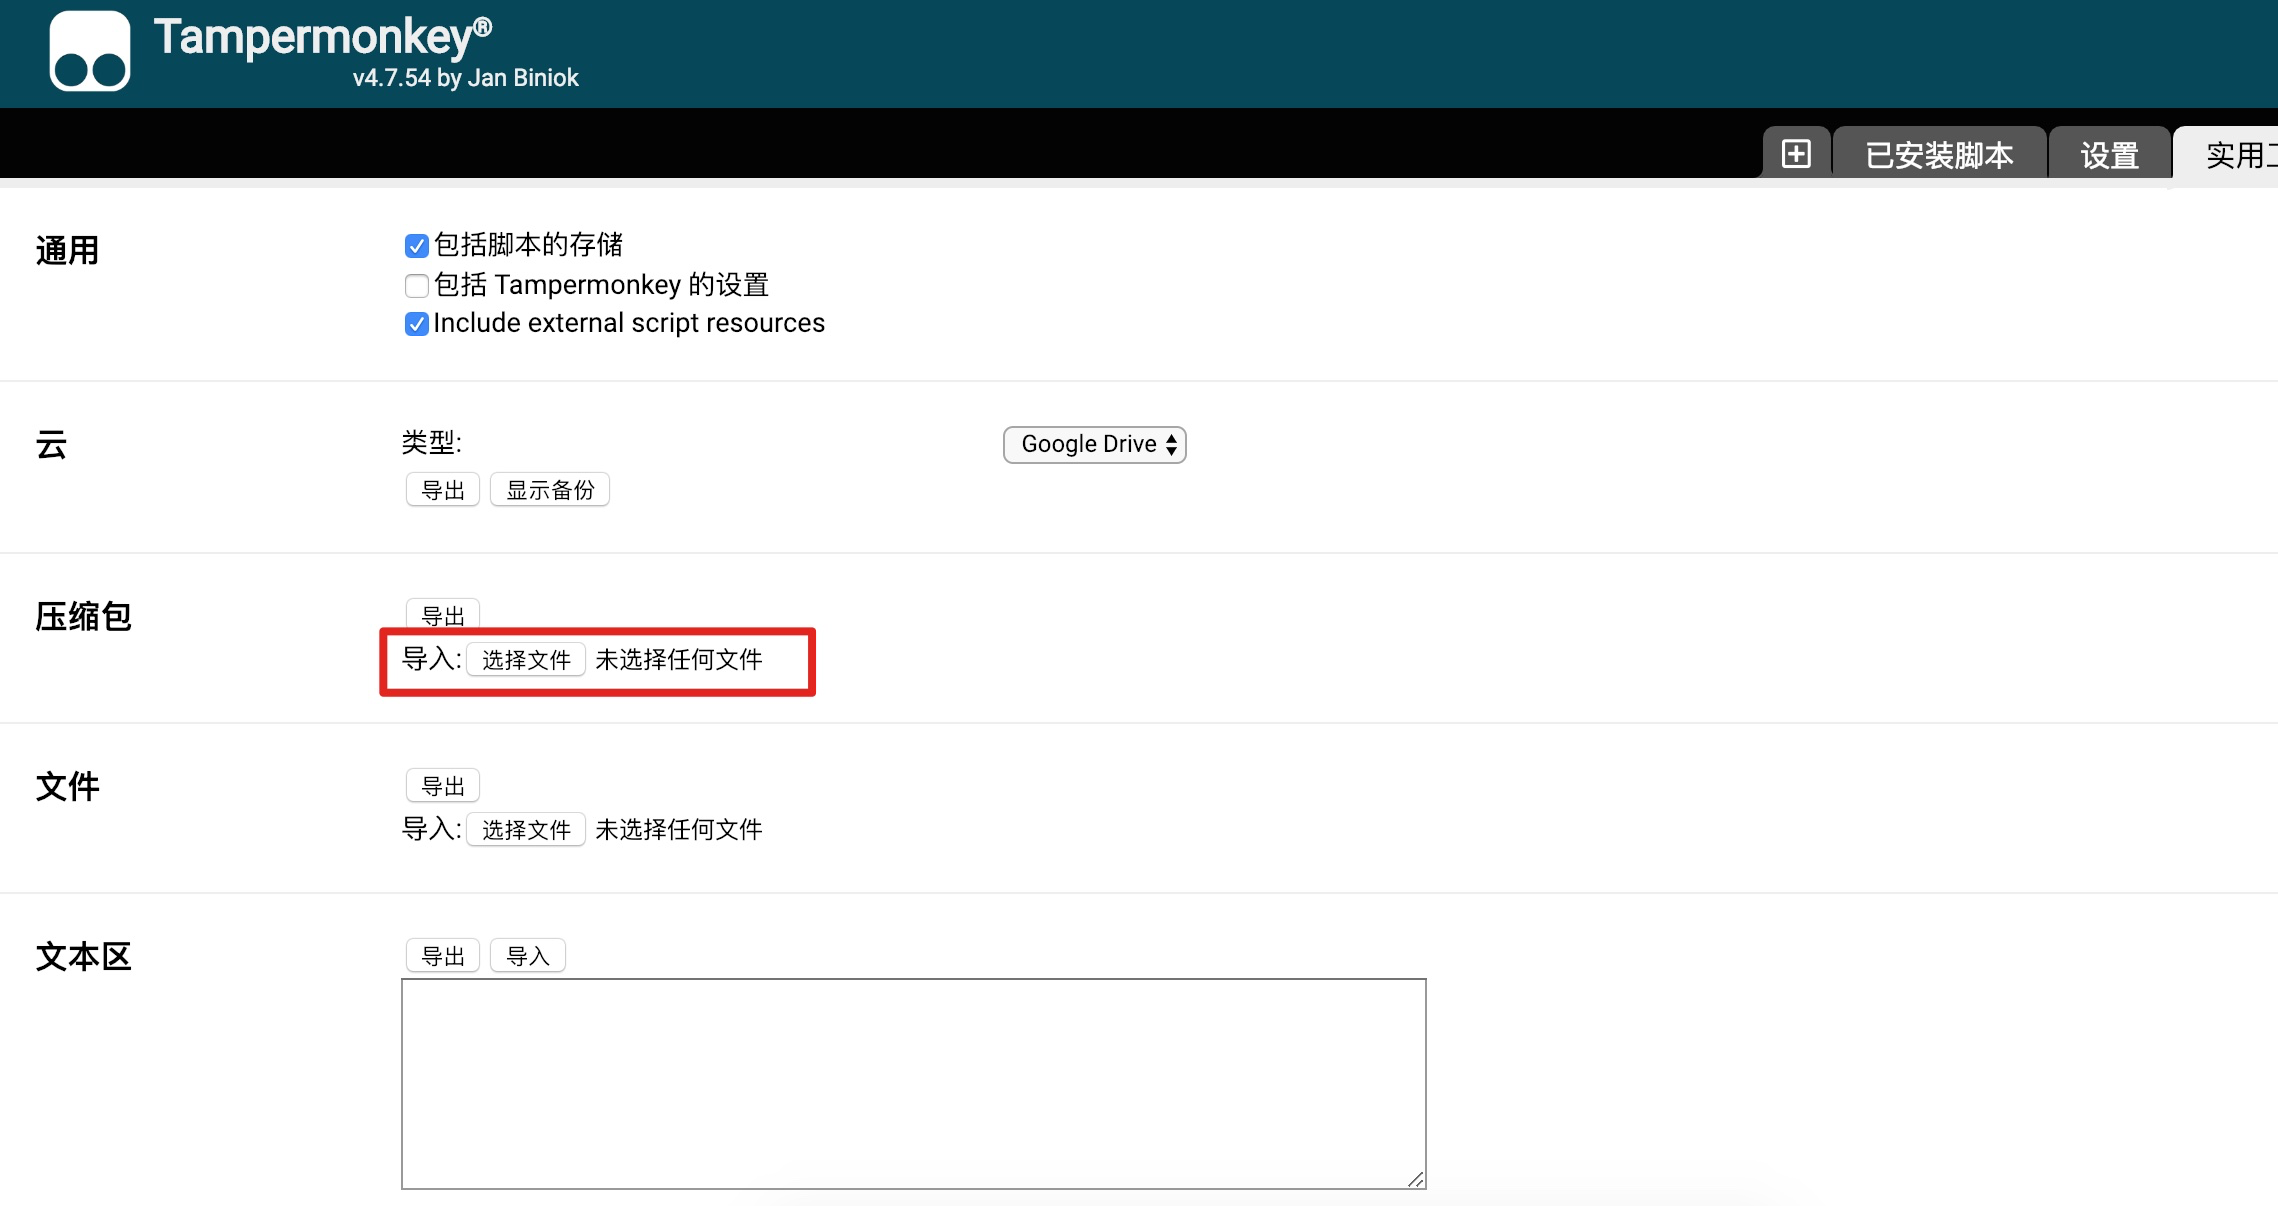 Tampermonkey®
v4.7.54 by Jan Biniok
已安装脚本 设置 实用
通用
包括脚本的存储
包括 Tampermonkey 的设置
Include external script resources
云
类型: Google Drive
导出 显示备份
压缩包
导出
导入: 选择文件 未选择任何文件
文件
导出
导入: 选择文件 未选择任何文件
文本区
导出 导入